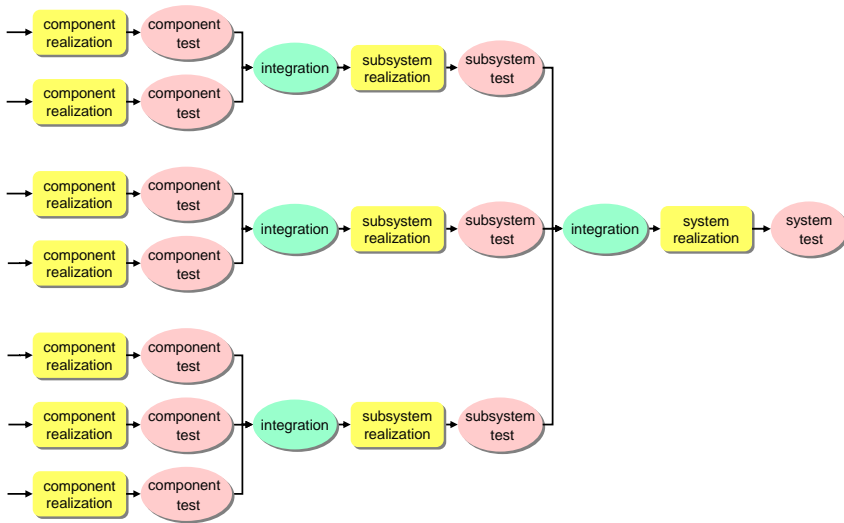 component
realization
component
test
component
realization
component
test
integration
subsystem
realization
subsystem
test
component
realization
component
test
component
realization
component
test
integration
subsystem
realization
subsystem
test
integration
system
realization
system
test
component
realization
component
test
component
realization
component
test
component
realization
component
test
integration
subsystem
realization
subsystem
test